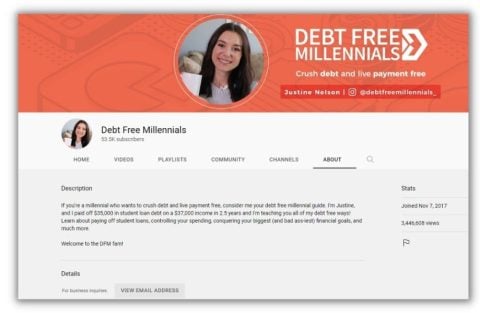 DEBT FREE
MILLENNIALS
Crush debt and live payment free
Justine Nelson | @debtfreemillennials_
Debt Free Millennials
53.5K subscribers
HOME VIDEOS PLAYLISTS COMMUNITY CHANNELS ABOUT
Description
If you're a millennial who wants to crush debt and live payment free, consider me your debt free millennial guide. I'm Justine,
and I paid off $35,000 in student loan debt on a $37,000 income in 2.5 years and I'm teaching you all of my debt free ways!
Learn about paying off student loans, controlling your spending, conquering your biggest (and bad ass-iest) financial goals, and
much more.
Welcome to the DFM fam!
Stats
Joined Nov 7, 2017
3,446,608 views
Details
For business inquiries: VIEW EMAIL ADDRESS